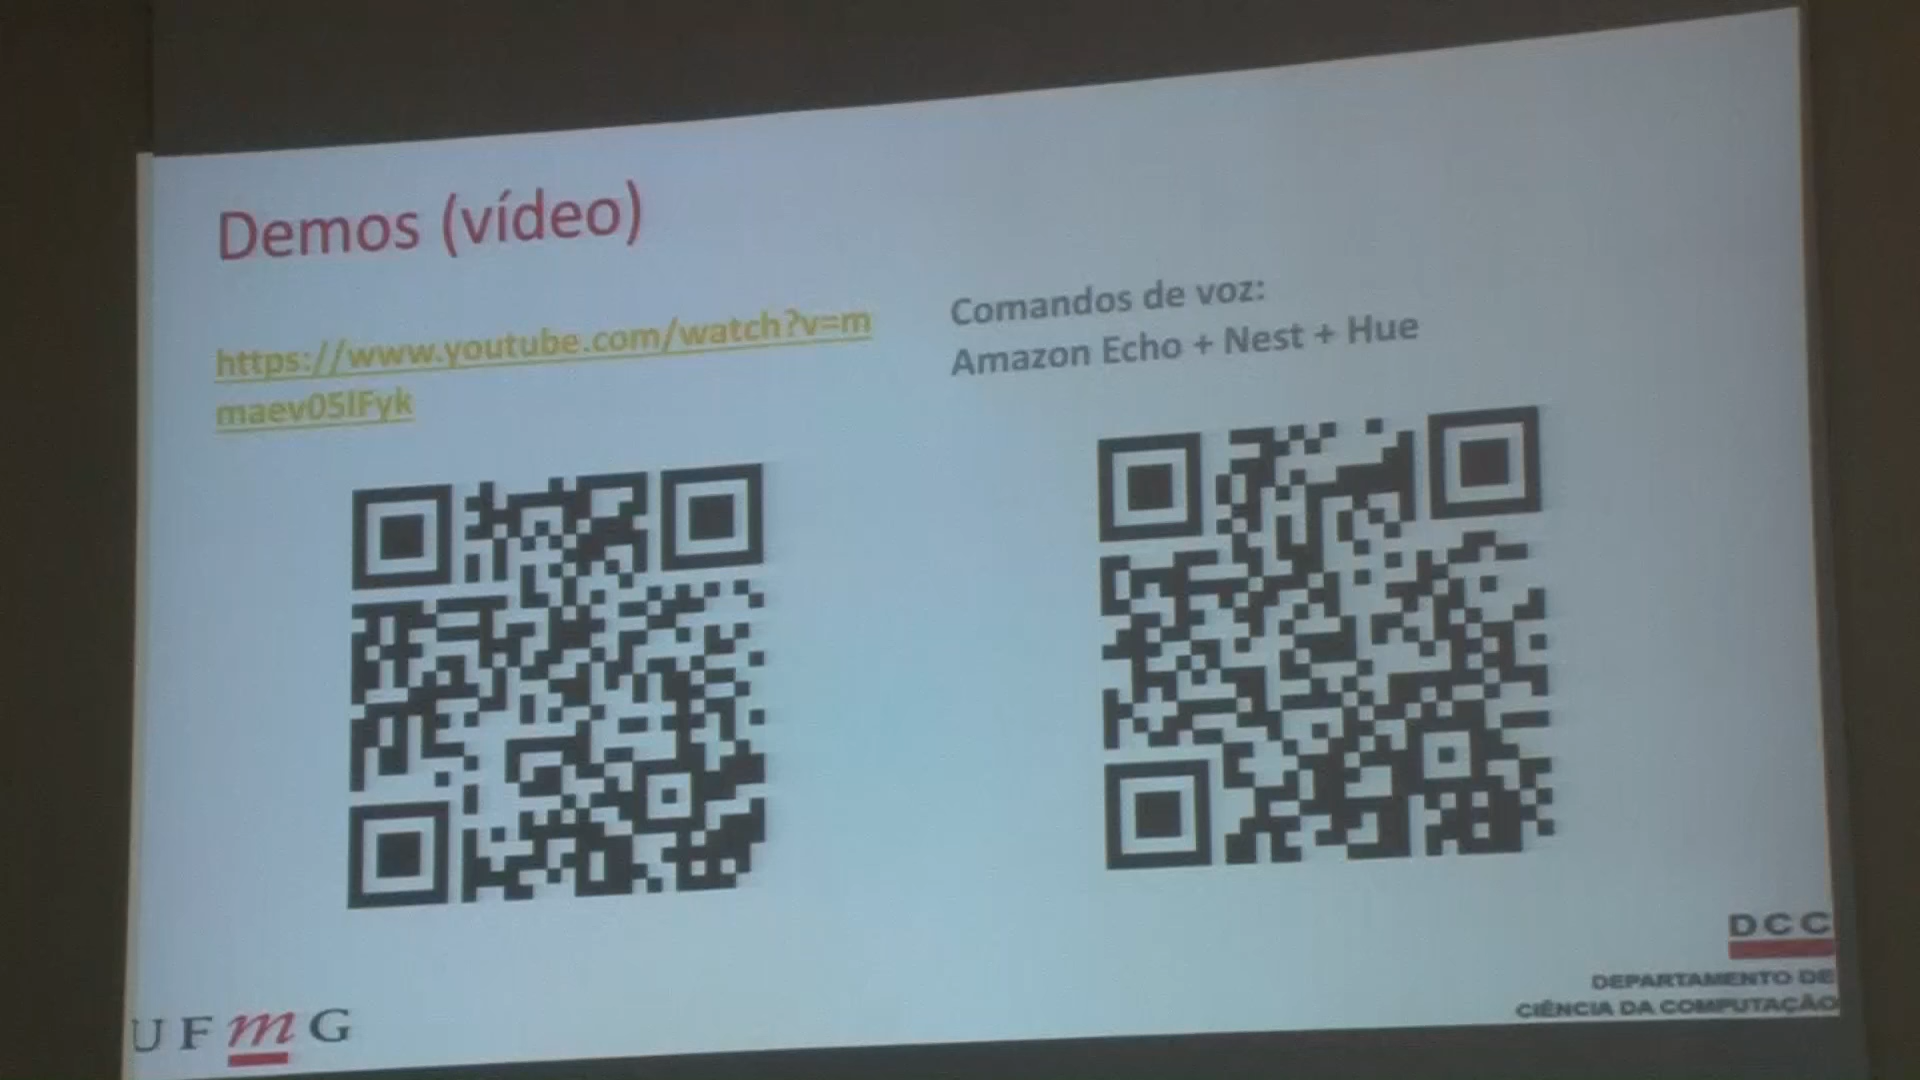 Demos (vídeo)
https://www.youtube.com/watch?v=m
maev05lFyk
Comandos de voz:
Amazon Echo + Nest + Hue
UFmG
DCC
DEPARTAMENTO DE
CIÊNCIA DA COMPUTAÇÃO